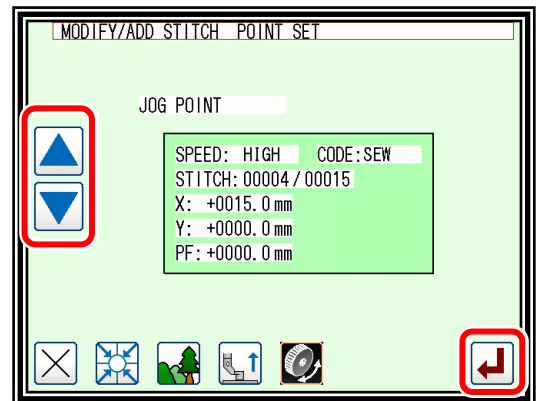 MODIFY/ADD STITCH POINT SET
JOG POINT
SPEED: HIGH CODE:SEW
STITCH:00004/00015
X: +0015.0mm
Y: +0000.0mm
PF:+0000.0mm